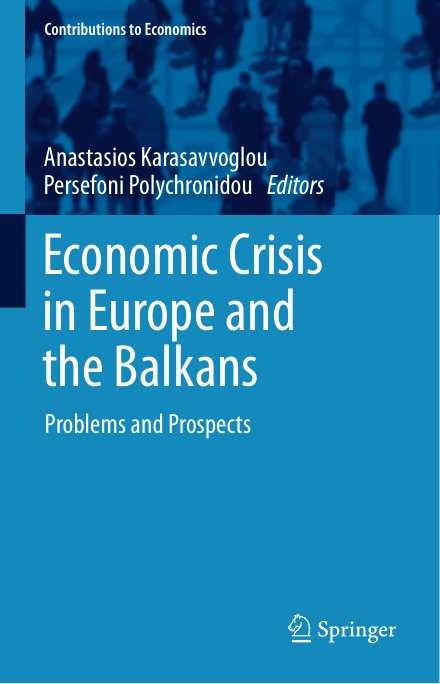 Contributions to Economics
Anastasios Karasavvoglou
Persefoni Polychronidou Editors
Economic Crisis
in Europe and
the Balkans
Problems and Prospects
Springer